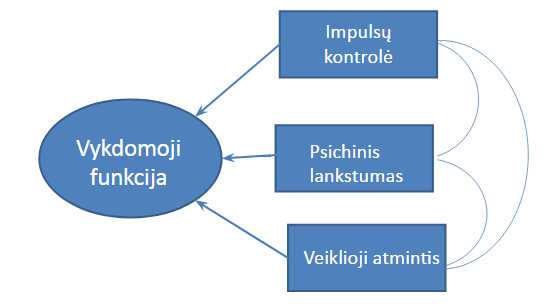 Impulsų
kontrolė
Vykdomoji
funkcija
Psichinis
lankstumas
Veiklioji atmintis